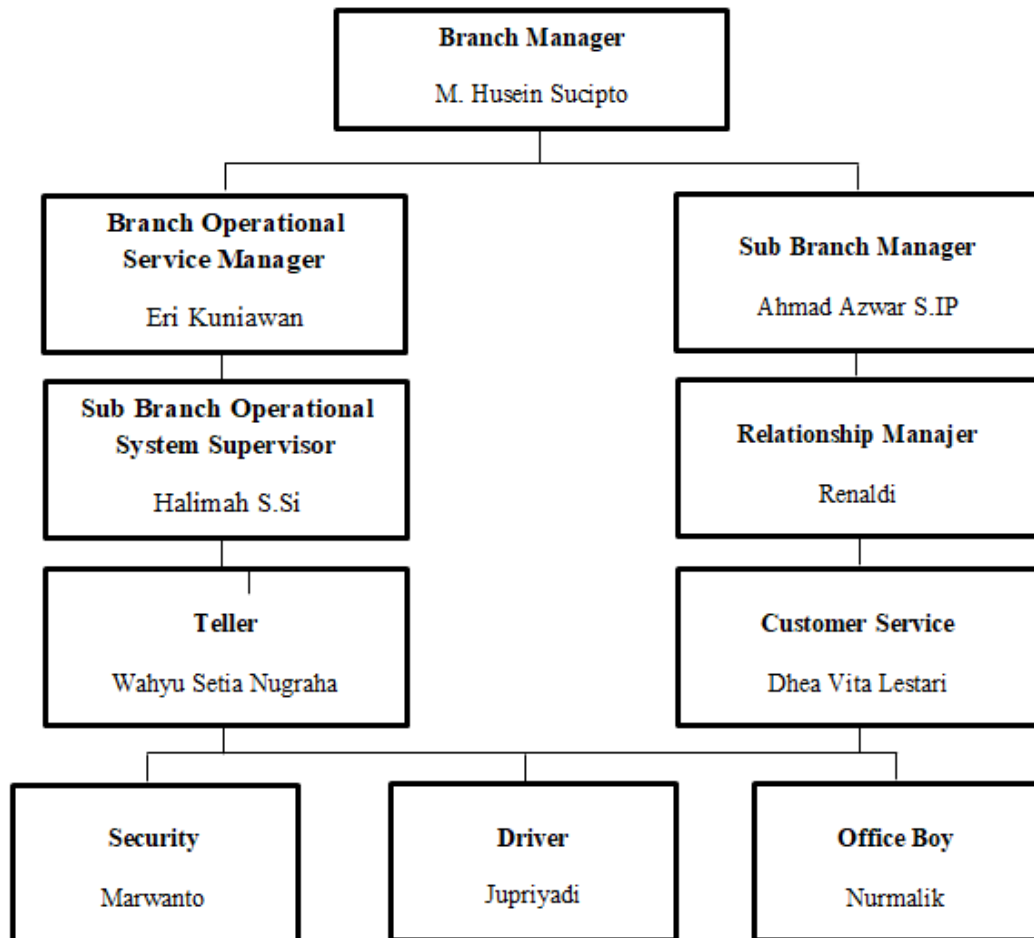 Branch Manager
M. Husein Sucipto
Branch Operational
Service Manager
Eri Kuniawan
Sub Branch Manager
Ahmad Azwar S.IP
Sub Branch Operational
System Supervisor
Halimah S.Si
Relationship Manajer
Renaldi
Teller
Wahyu Setia Nugraha
Customer Service
Dhea Vita Lestari
Security
Marwanto
Driver
Jupriyadi
Office Boy
Nurmalik